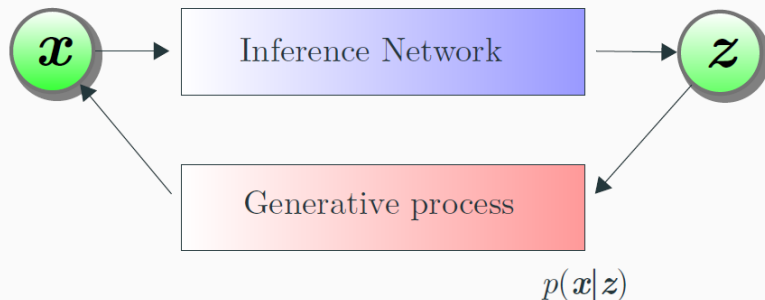 x
Inference Network
z
Generative process
p(x|z)